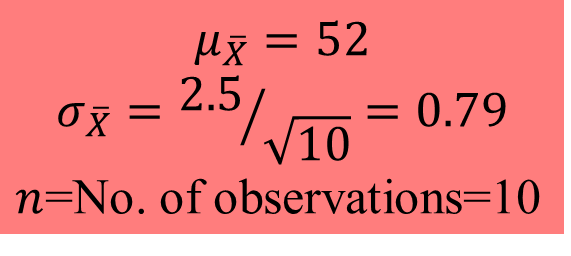 μ_X̄ = 52
σ_X̄ = 2.5/√10 = 0.79
n=No. of observations=10